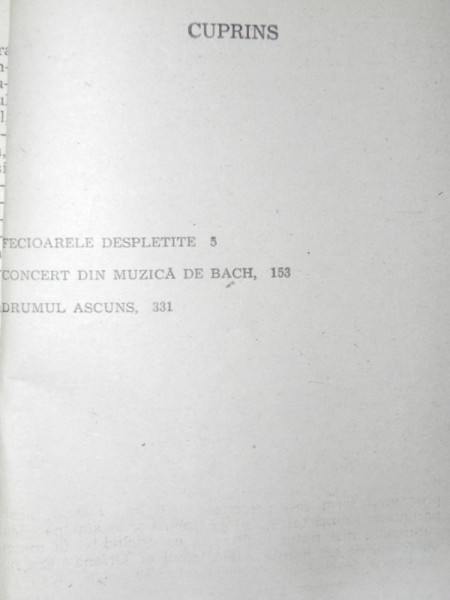 CUPRINS
FECIOARELE DESPLETITE 5
CONCERT DIN MUZICĂ DE BACH, 153
DRUMUL ASCUNS, 331